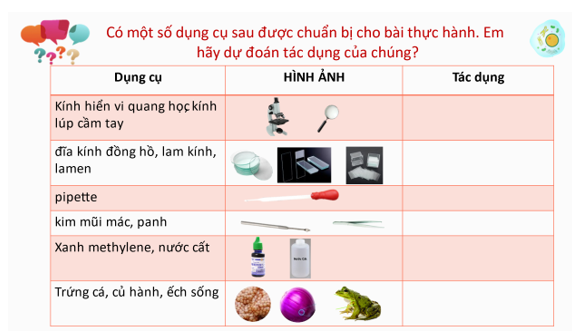 Có một số dụng cụ sau được chuẩn bị cho bài thực hành. Em
hãy dự đoán tác dụng của chúng?
Dụng cụ HÌNH ẢNH Tác dụng
Kính hiển vi quang học, kính
lúp cầm tay
đĩa kính đồng hồ, lam kính,
lamen
pipette
kim mũi mác, panh
Xanh methylene, nước cất
Trứng cá, củ hành, ếch sống